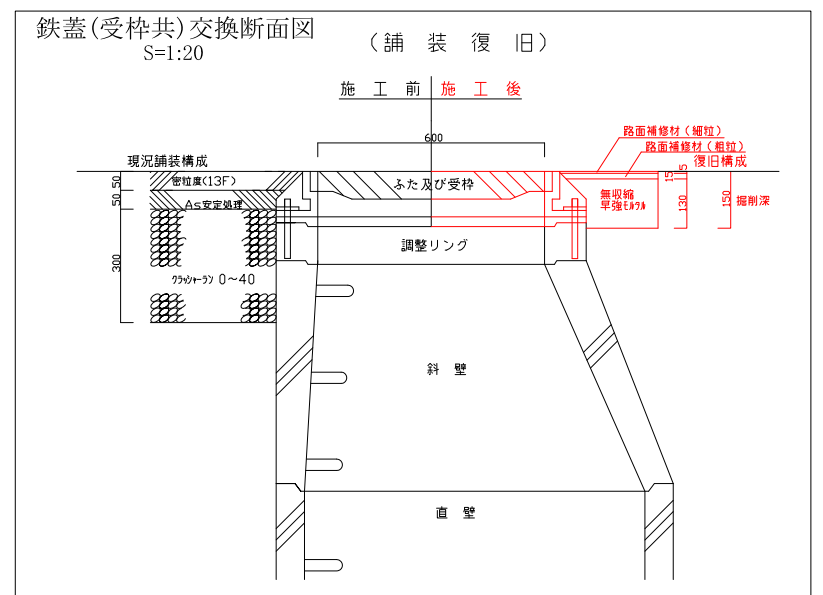 鉄蓋(受枠共)交換断面図
S=1:20
(舗装復旧)
施工前
施工後
600
路面補修材(細粒)
路面補修材(粗粒)
現況舗装構成
復旧構成
50
密粒度(13F)
ふた及び受枠
15
5
50
As安定処理
無収縮
早強モルタル
130
150
掘削深
調整リング
300
クラッシャーラン 0～40
斜壁
直壁